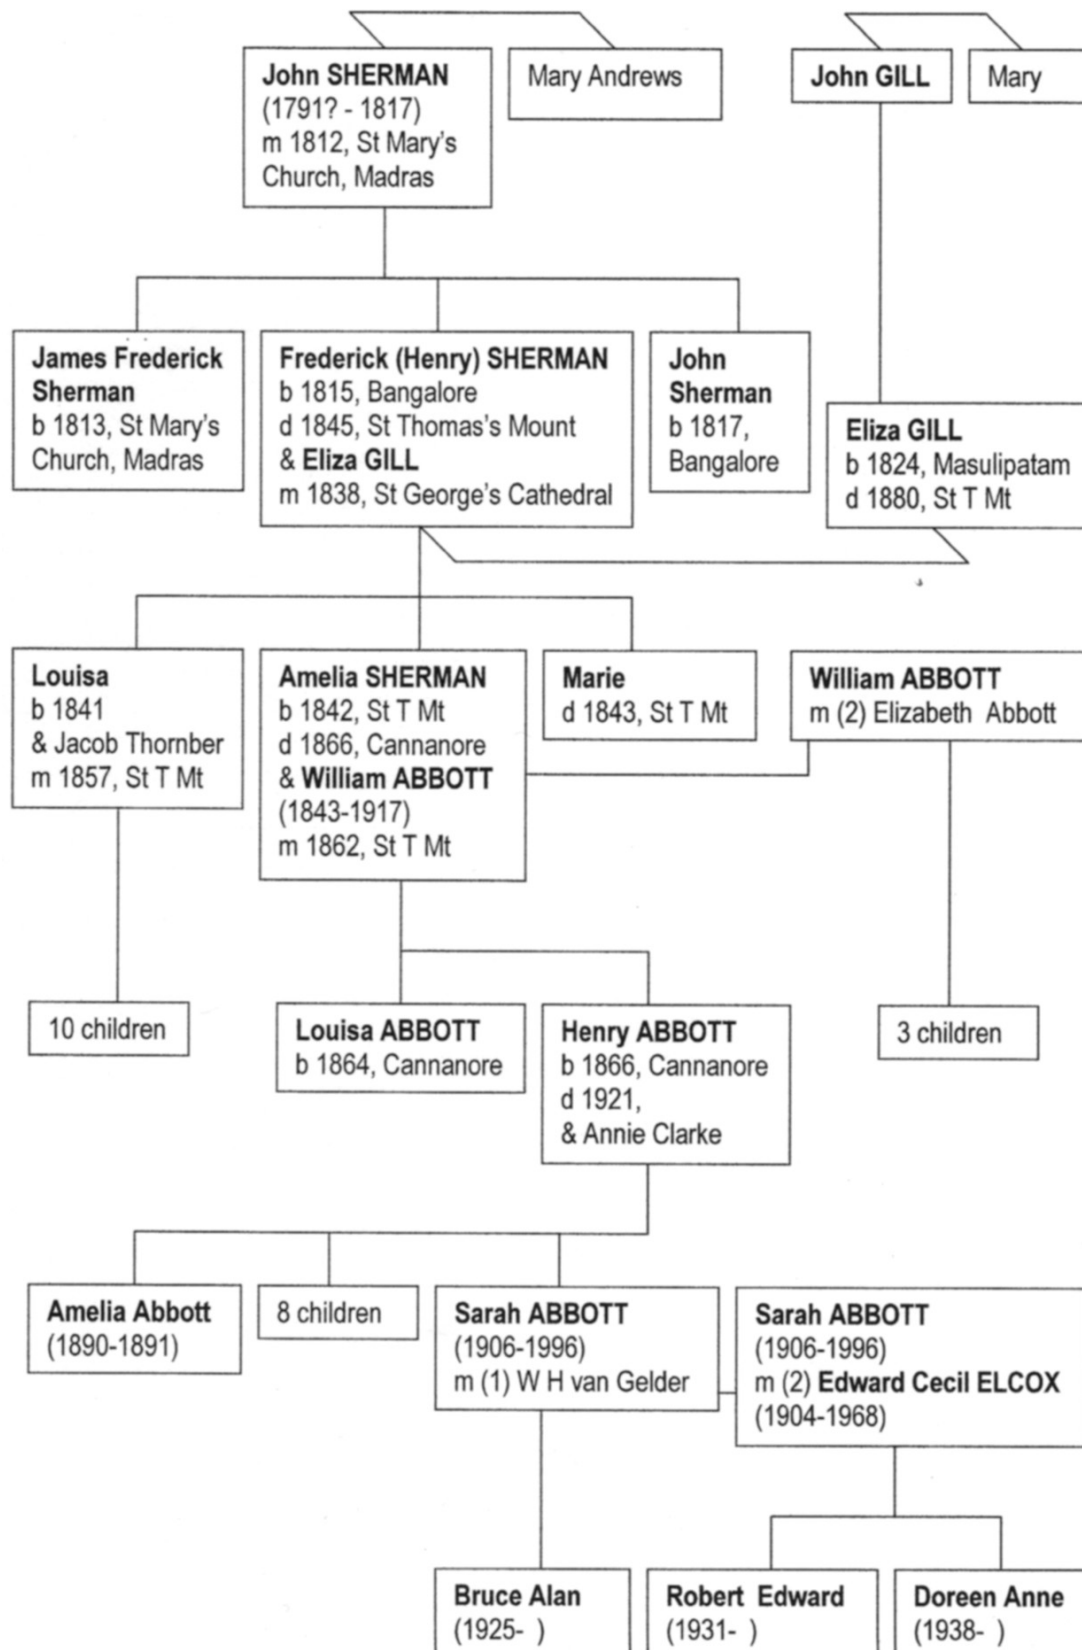 John SHERMAN
(1791? - 1817)
m 1812, St Mary's
Church, Madras
Mary Andrews
John GILL
Mary
James Frederick
Sherman
b 1813, St Mary's
Church, Madras
Frederick (Henry) SHERMAN
b 1815, Bangalore
d 1845, St Thomas's Mount
& Eliza GILL
m 1838, St George's Cathedral
John
Sherman
b 1817,
Bangalore
Eliza GILL
b 1824, Masulipatam
d 1880, St T Mt
Louisa
b 1841
& Jacob Thornber
m 1857, St T Mt
Amelia SHERMAN
b 1842, St T Mt
d 1866, Cannanore
& William ABBOTT
(1843-1917)
m 1862, St T Mt
Marie
d 1843, St T Mt
William ABBOTT
m (2) Elizabeth Abbott
10 children
Louisa ABBOTT
b 1864, Cannanore
Henry ABBOTT
b 1866, Cannanore
d 1921,
& Annie Clarke
3 children
Amelia Abbott
(1890-1891)
8 children
Sarah ABBOTT
(1906-1996)
m (1) W H van Gelder
Sarah ABBOTT
(1906-1996)
m (2) Edward Cecil ELCOX
(1904-1968)
Bruce Alan
(1925- )
Robert Edward
(1931- )
Doreen Anne
(1938- )